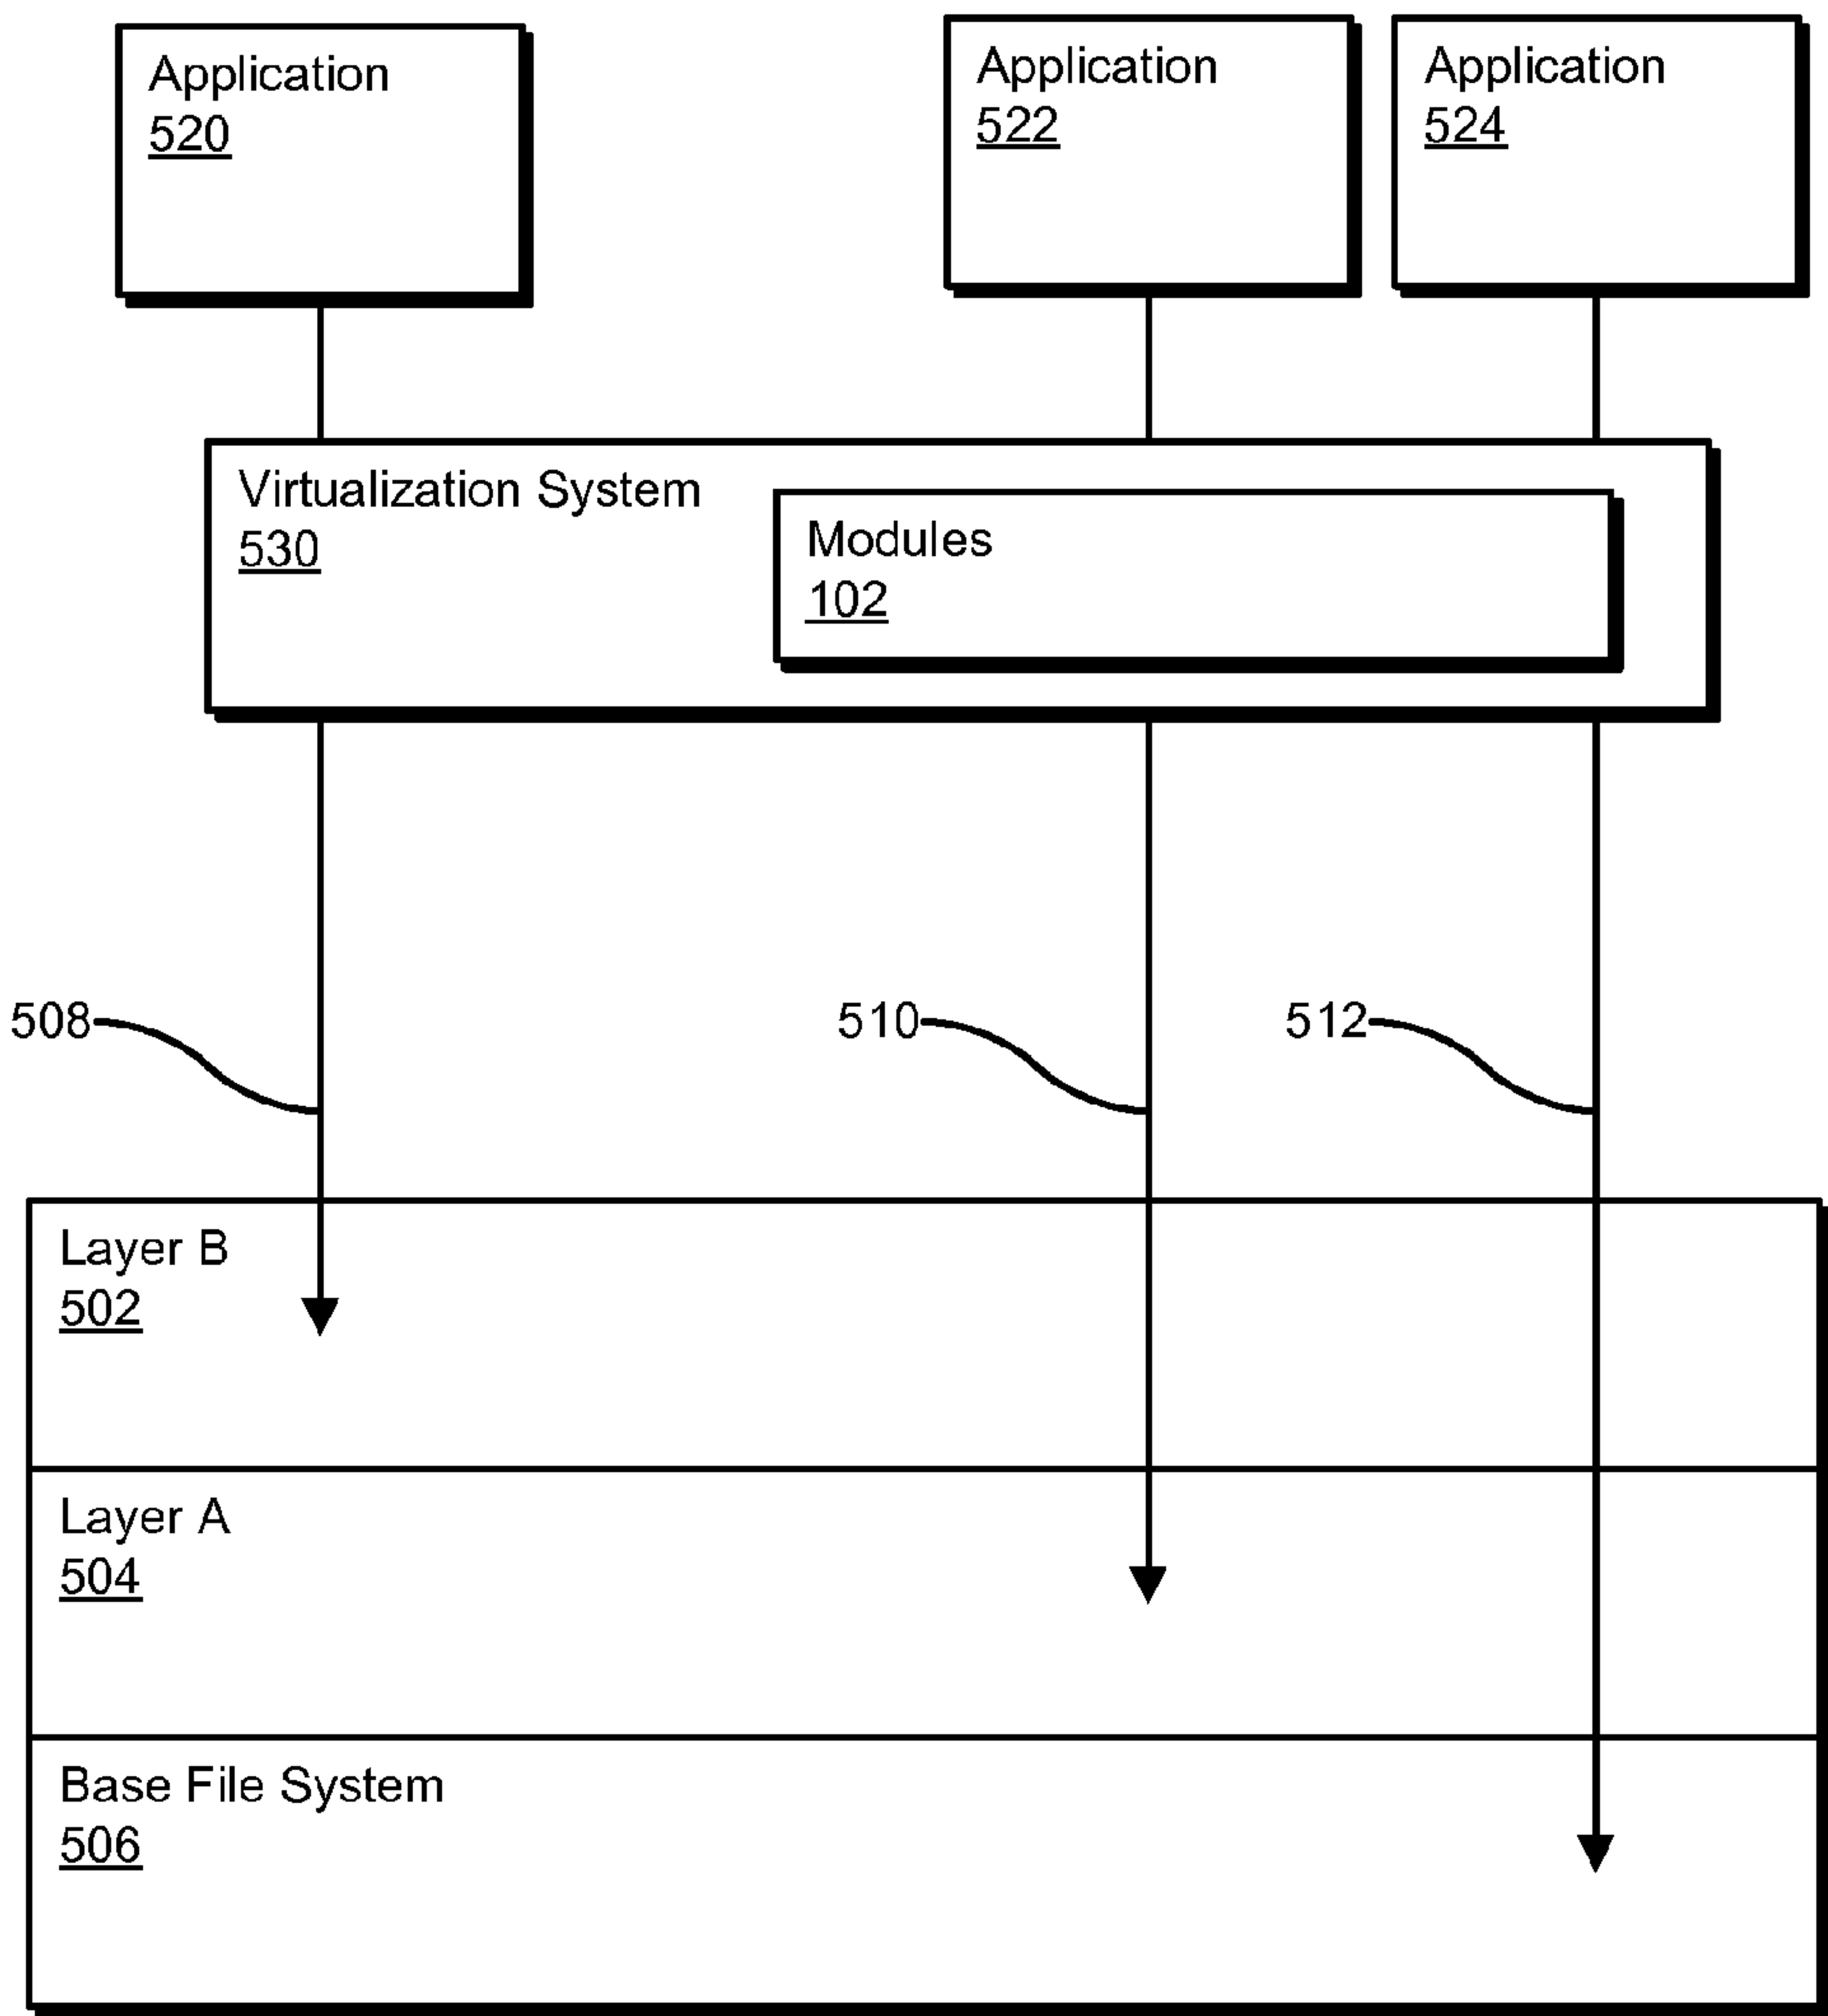 Application
520
Application
522
Application
524
Virtualization System
530
Modules
102
508
510
512
Layer B
502
Layer A
504
Base File System
506